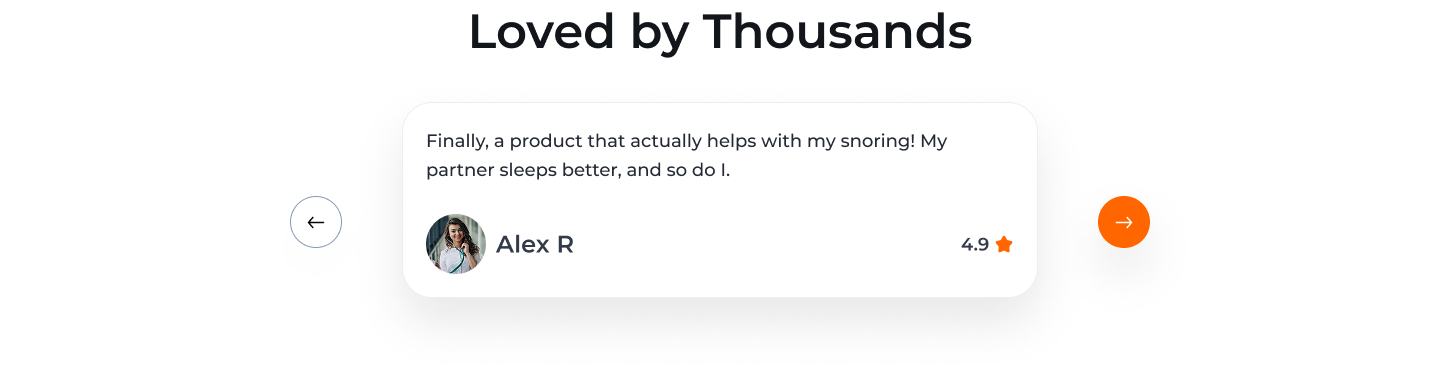 Loved by Thousands
Finally, a product that actually helps with my snoring! My
partner sleeps better, and so do I.
Alex R
4.9